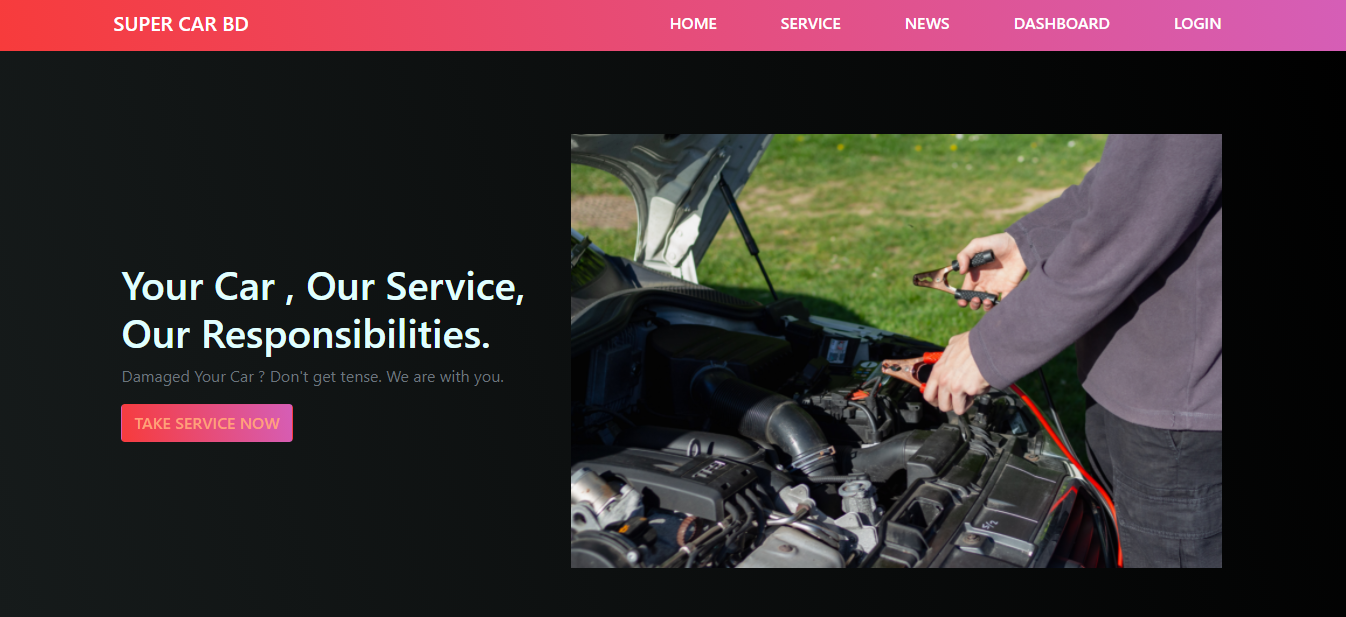 SUPER CAR BD
HOME SERVICE NEWS DASHBOARD LOGIN
Your Car , Our Service,
Our Responsibilities.
Damaged Your Car ? Don't get tense. We are with you.
TAKE SERVICE NOW